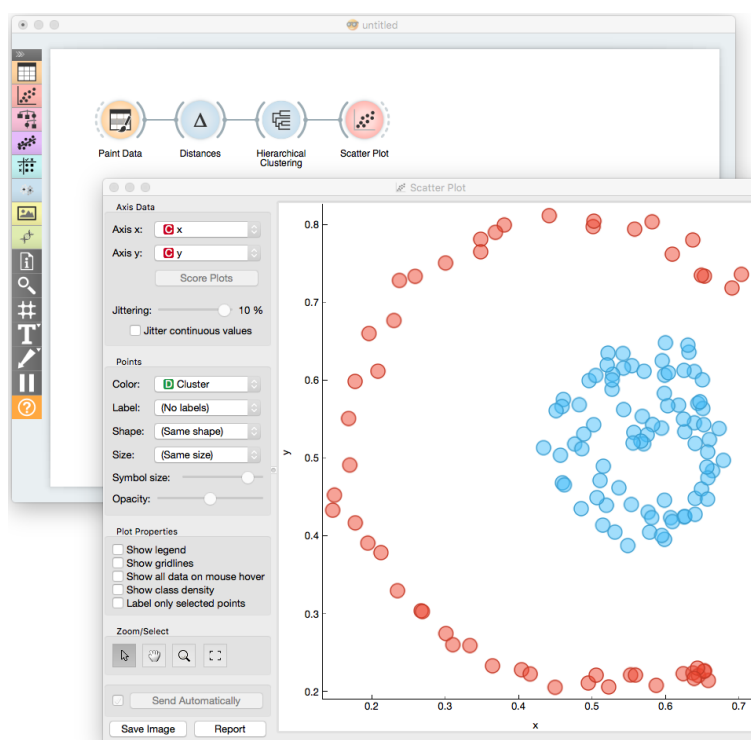 untitled
Paint Data
Distances
Hierarchical
Clustering
Scatter Plot
Scatter Plot
Axis Data
Axis x:
C x
Axis y:
C y
Score Plots
Jittering:
10 %
Jitter continuous values
Points
Color:
D Cluster
Label:
(No labels)
Shape:
(Same shape)
Size:
(Same size)
Symbol size:
Opacity:
Plot Properties
Show legend
Show gridlines
Show all data on mouse hover
Show class density
Label only selected points
Zoom/Select
Send Automatically
Save Image
Report
0.8
0.7
0.6
0.5
0.4
0.3
0.2
y
0.2
0.3
0.4
0.5
0.6
0.7
x